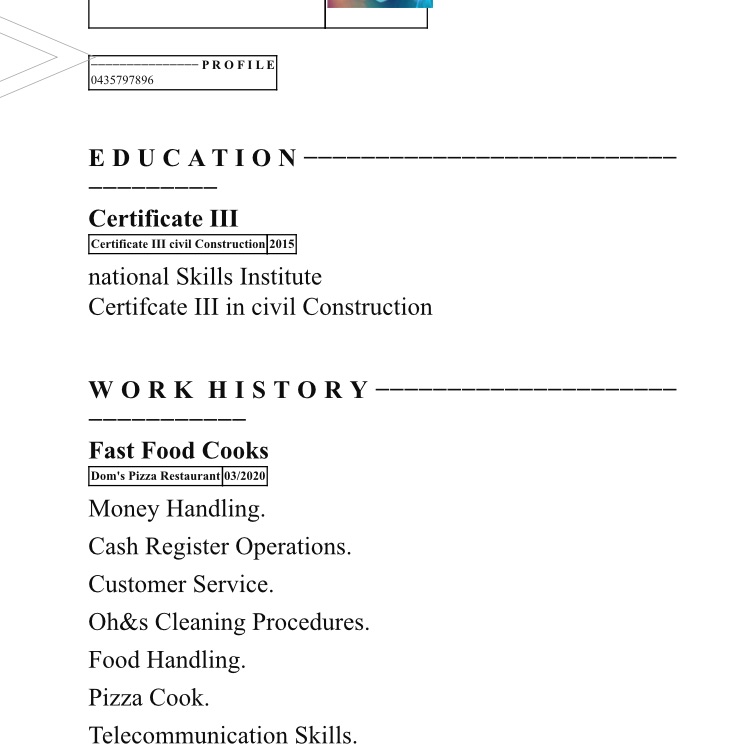 PROFILE
0435797896
EDUCATION
Certificate III
Certificate III civil Construction 2015
national Skills Institute
Certifcate III in civil Construction
WORK HISTORY
Fast Food Cooks
Dom's Pizza Restaurant 03/2020
Money Handling.
Cash Register Operations.
Customer Service.
Oh&s Cleaning Procedures.
Food Handling.
Pizza Cook.
Telecommunication Skills.